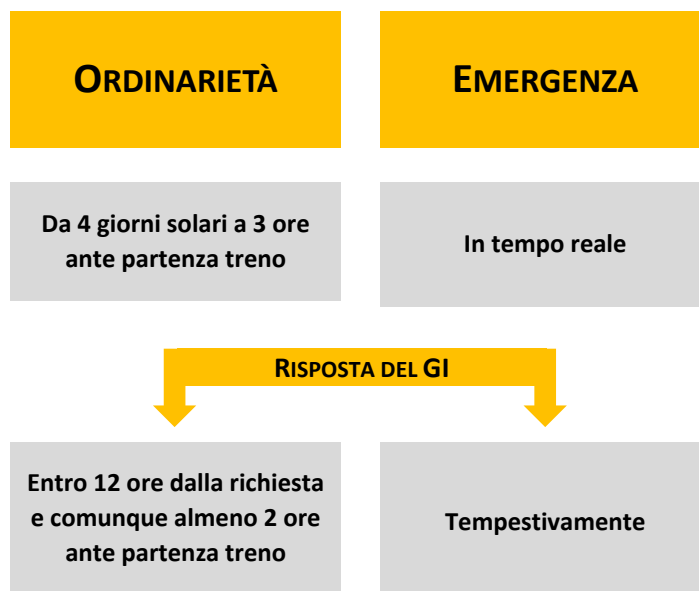 ORDINARIETÀ
EMERGENZA
Da 4 giorni solari a 3 ore
ante partenza treno
In tempo reale
RISPOSTA DEL GI
Entro 12 ore dalla richiesta
e comunque almeno 2 ore
ante partenza treno
Tempestivamente